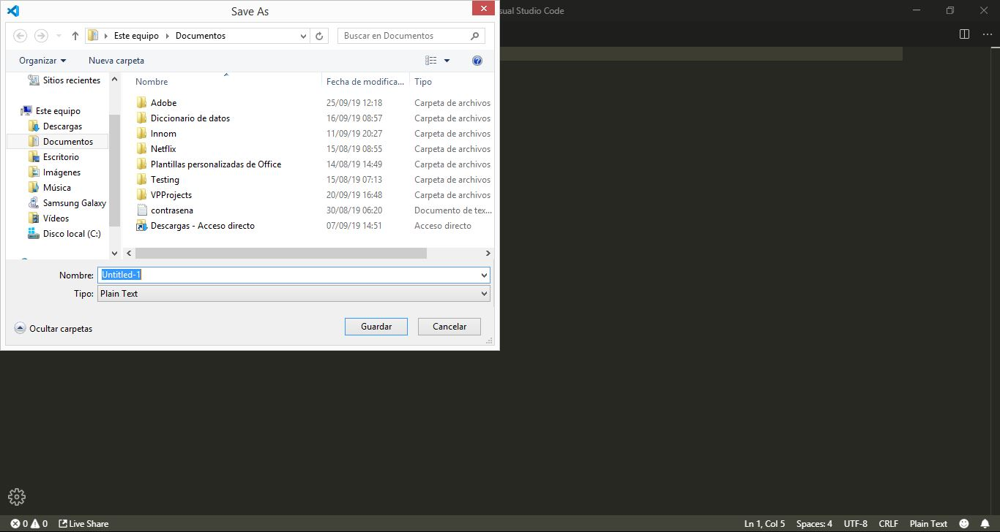 Save As
sual Studio Code
Este equipo Documentos
Buscar en Documentos
Organizar Nueva carpeta
Sitios recientes
Este equipo
Descargas
Documentos
Escritorio
Imágenes
Música
Samsung Galaxy
Vídeos
Disco local (C:)
Nombre Fecha de modifica... Tipo
Adobe 25/09/19 12:18 Carpeta de archivos
Diccionario de datos 16/09/19 08:57 Carpeta de archivos
Innom 11/09/19 20:27 Carpeta de archivos
Netflix 15/08/19 08:55 Carpeta de archivos
Plantillas personalizadas de Office 14/08/19 14:49 Carpeta de archivos
Testing 15/08/19 07:13 Carpeta de archivos
VPProjects 20/09/19 16:48 Carpeta de archivos
contrasena 30/08/19 06:20 Documento de tex...
Descargas - Acceso directo 07/09/19 14:51 Acceso directo
Nombre: Untitled-1
Tipo: Plain Text
Ocultar carpetas
Guardar Cancelar
0 0 Live Share
Ln 1, Col 5 Spaces: 4 UTF-8 CRLF Plain Text